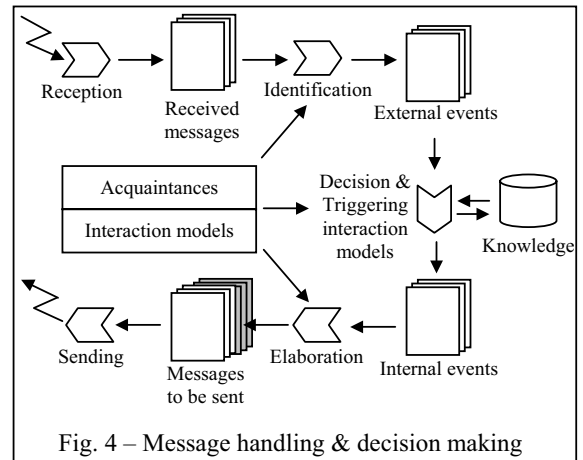 Reception
Received
messages
Identification
External events
Acquaintances
Interaction models
Decision &
Triggering
interaction
models
Knowledge
Sending
Messages
to be sent
Elaboration
Internal events
Fig. 4 – Message handling & decision making